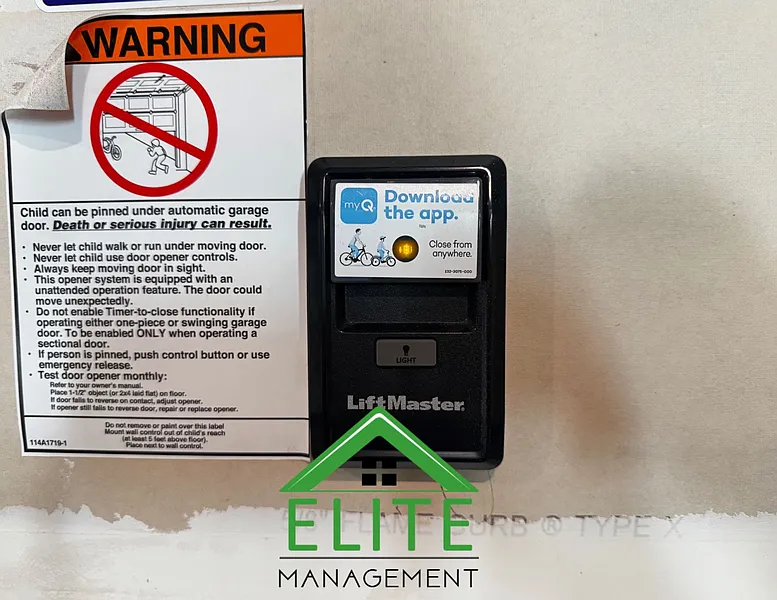 WARNING
Child can be pinned under automatic garage
door. Death or serious injury can result.
· Never let child walk or run under moving door.
· Never let child use door opener controls.
· Always keep moving door in sight.
· This opener system is equipped with an
unattended operation feature. The door could
move unexpectedly.
· Do not enable Timer-to-close functionality if
operating either one-piece or swinging garage
door. To be enabled ONLY when operating a
sectional door.
· If person is pinned, push control button or use
emergency release.
· Test door opener monthly:
Refer to your owner's manual.
Place 1-1/2" object (or 2x4 laid flat) on floor.
If door fails to reverse on contact, adjust opener.
If opener still fails to reverse door, repair or replace opener.
Do not remove or paint over this label
Mount wall control out of child's reach
(at least 5 feet above floor).
Place next to wall control.
114A1719-1
myQ
Download
the app.
Close from
anywhere.
LIGHT
LiftMaster
5/8" FLAME CURB ® TYPE X
ELITE
MANAGEMENT